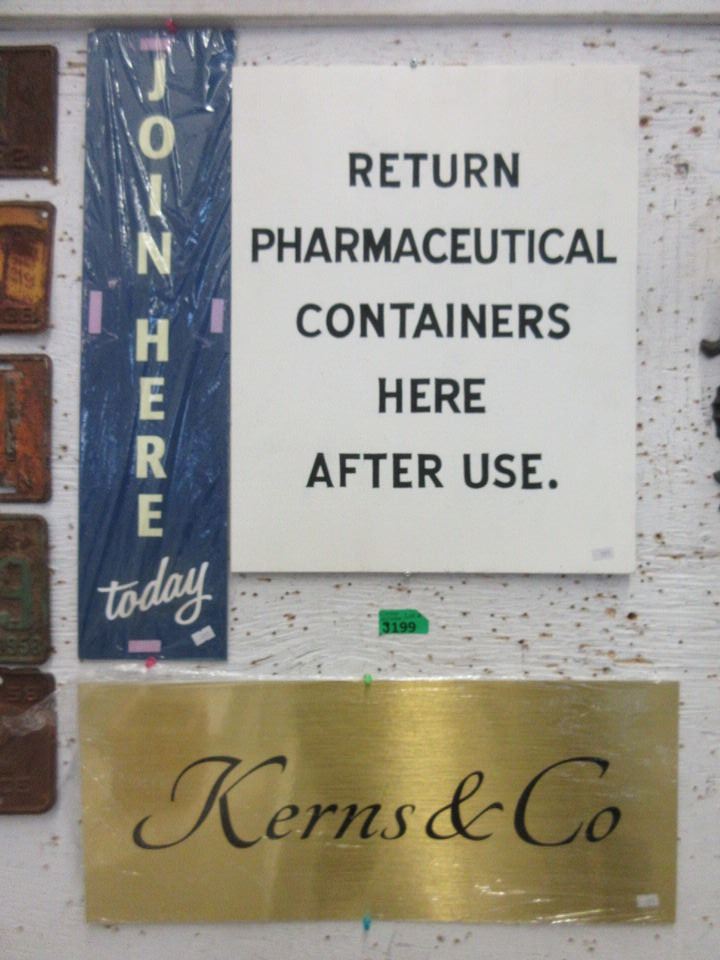 JOIN HERE
today
RETURN
PHARMACEUTICAL
CONTAINERS
HERE
AFTER USE.
3199
Kerns & Co